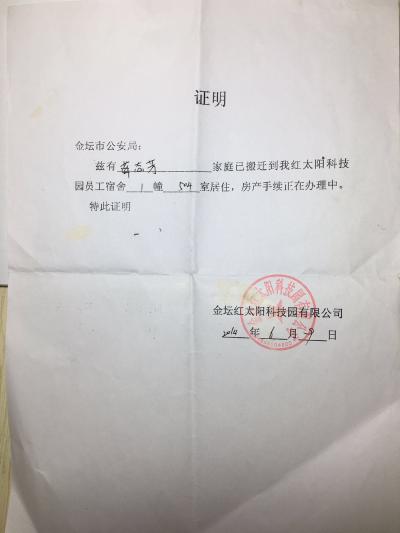 证明
金坛市公安局:
兹有 家庭已搬迁到我红太阳科技
园员工宿舍 1 幢 504 室居住,房产手续正在办理中。
特此证明
金坛红太阳科技园有限公司
2014 年 6 月 日